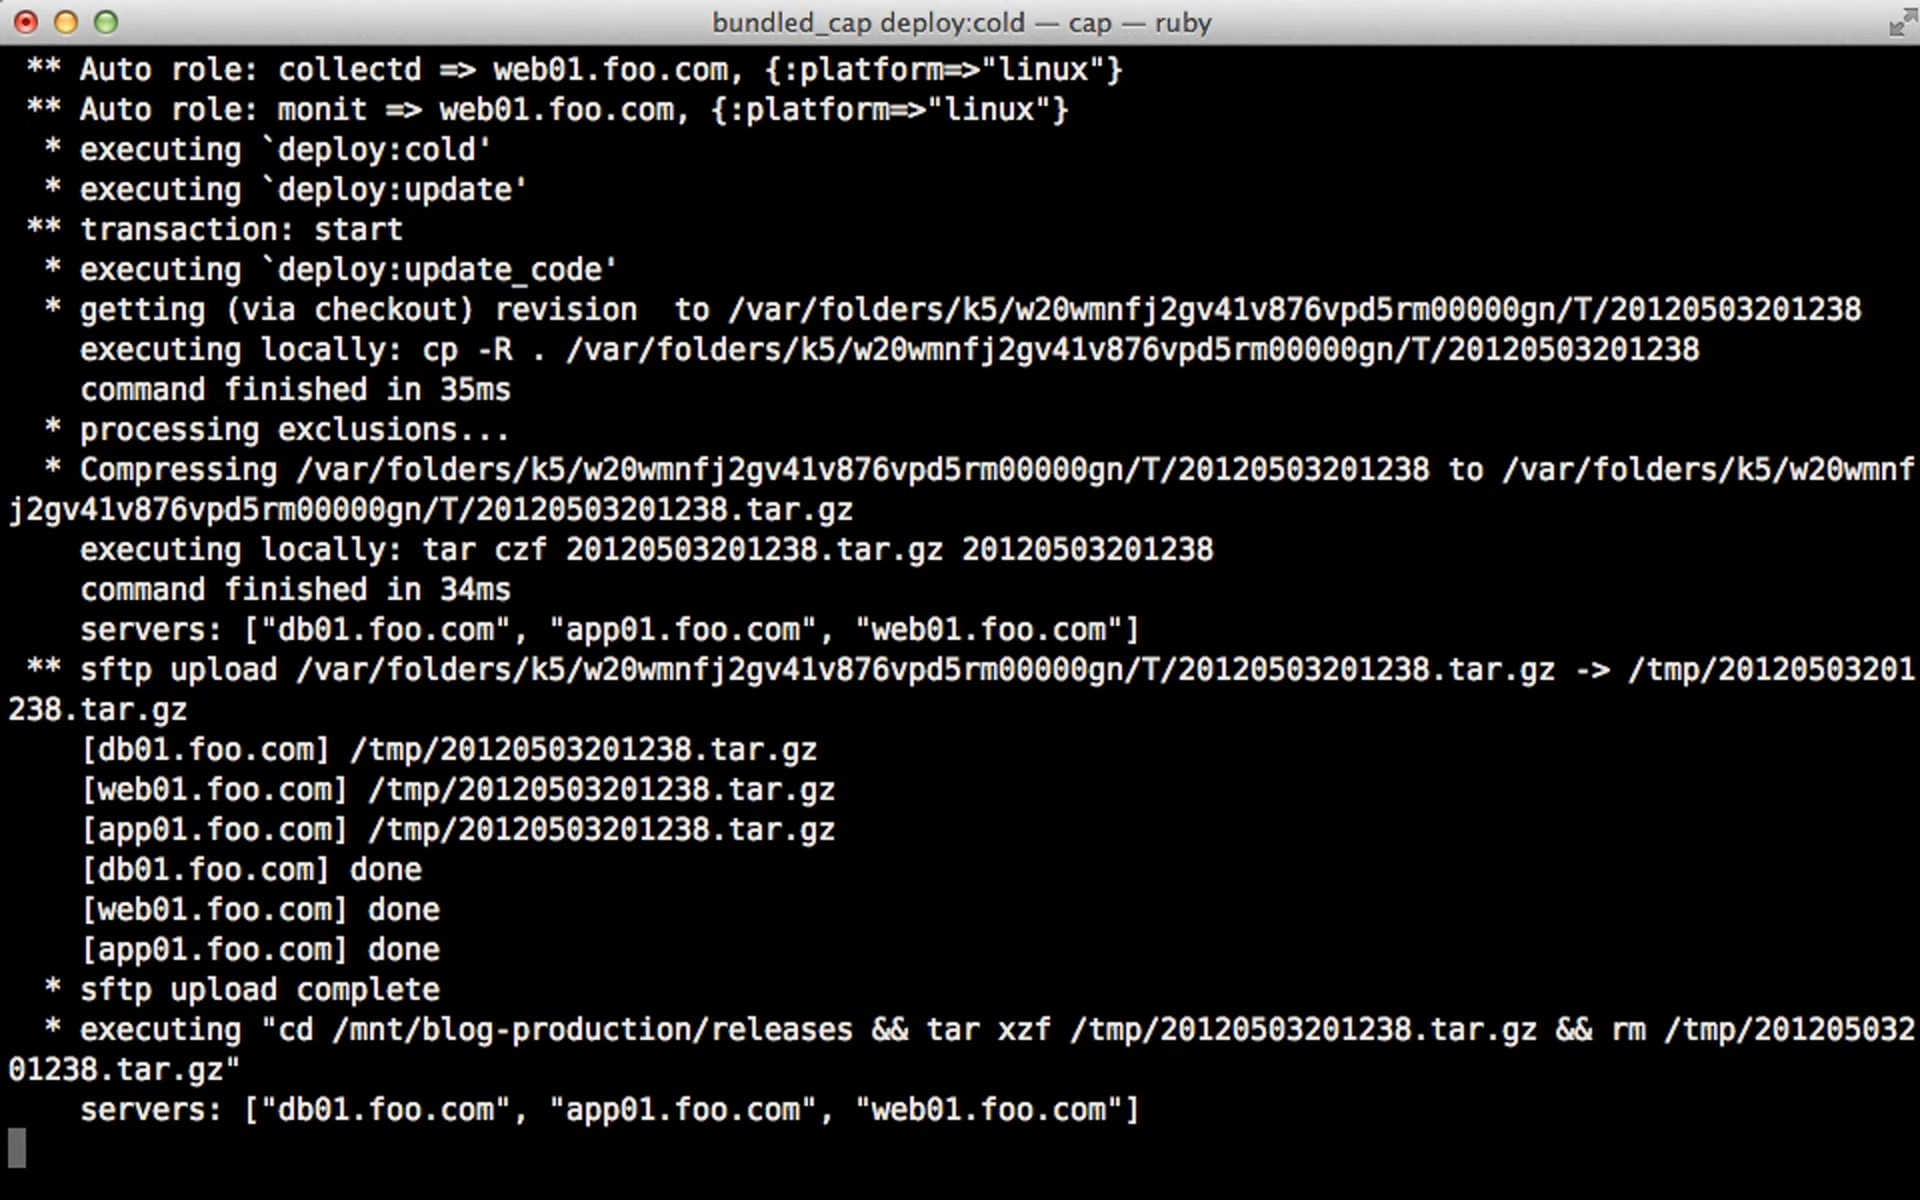 bundled_cap deploy:cold — cap — ruby
** Auto role: collectd => web01.foo.com, {:platform=>"linux"}
** Auto role: monit => web01.foo.com, {:platform=>"linux"}
* executing `deploy:cold'
* executing `deploy:update'
** transaction: start
* executing `deploy:update_code'
* getting (via checkout) revision  to /var/folders/k5/w20wmnfj2gv41v876vpd5rm00000gn/T/20120503201238
executing locally: cp -R . /var/folders/k5/w20wmnfj2gv41v876vpd5rm00000gn/T/20120503201238
command finished in 35ms
* processing exclusions...
* Compressing /var/folders/k5/w20wmnfj2gv41v876vpd5rm00000gn/T/20120503201238 to /var/folders/k5/w20wmnf
j2gv41v876vpd5rm00000gn/T/20120503201238.tar.gz
executing locally: tar czf 20120503201238.tar.gz 20120503201238
command finished in 34ms
servers: ["db01.foo.com", "app01.foo.com", "web01.foo.com"]
** sftp upload /var/folders/k5/w20wmnfj2gv41v876vpd5rm00000gn/T/20120503201238.tar.gz -> /tmp/20120503201
238.tar.gz
[db01.foo.com] /tmp/20120503201238.tar.gz
[web01.foo.com] /tmp/20120503201238.tar.gz
[app01.foo.com] /tmp/20120503201238.tar.gz
[db01.foo.com] done
[web01.foo.com] done
[app01.foo.com] done
* sftp upload complete
* executing "cd /mnt/blog-production/releases && tar xzf /tmp/20120503201238.tar.gz && rm /tmp/201205032
01238.tar.gz"
servers: ["db01.foo.com", "app01.foo.com", "web01.foo.com"]